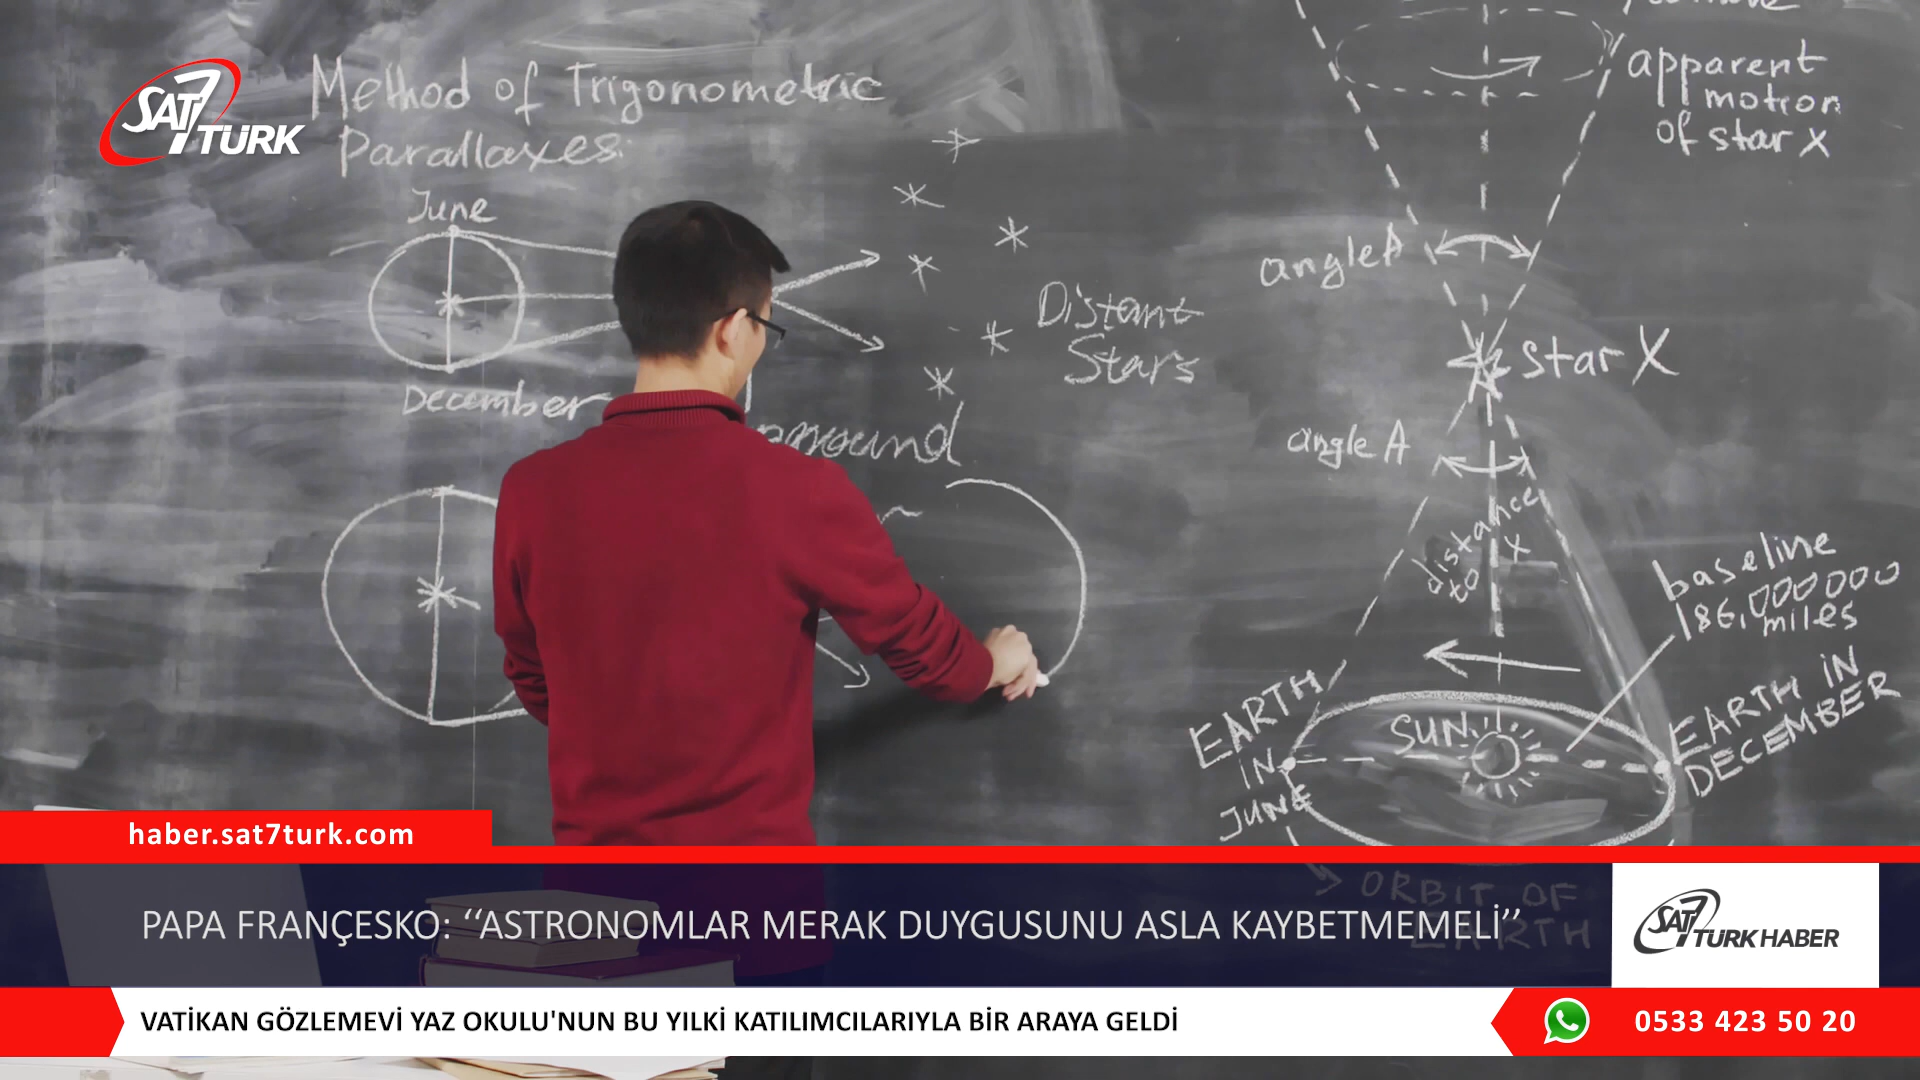 SAT7 TÜRK
Method of Trigonometric
Parallaxes:
June
December
Distant
Stars
apparent
motion
of star X
angle A
star X
angle A
distance
to X
baseline
186,000000
miles
EARTH
IN
JUNE
SUN
EARTH IN
DECEMBER
ORBIT OF
EARTH
haber.sat7turk.com
PAPA FRANÇESKO: ‘‘ASTRONOMLAR MERAK DUYGUSUNU ASLA KAYBETMEMELİ’’
SAT7 TÜRK HABER
VATİKAN GÖZLEMEVİ YAZ OKULU'NUN BU YILKİ KATILIMCILARIYLA BİR ARAYA GELDİ
0533 423 50 20